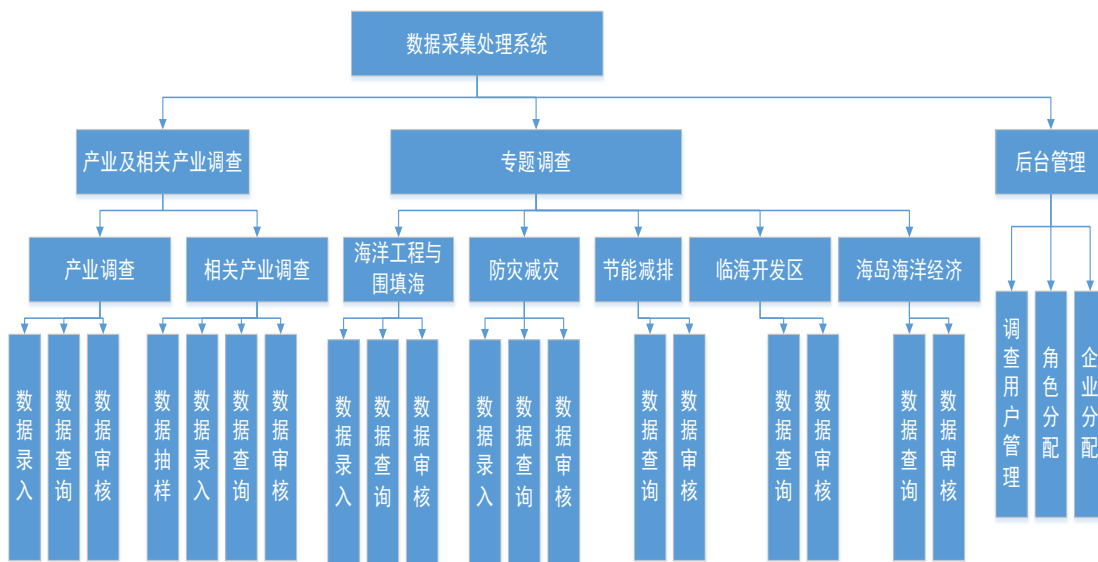 数据采集处理系统
产业及相关产业调查
专题调查
后台管理
产业调查
相关产业调查
海洋工程与
围填海
防灾减灾
节能减排
临海开发区
海岛海洋经济
数据录入
数据查询
数据审核
数据抽样
数据录入
数据查询
数据审核
数据录入
数据查询
数据审核
数据录入
数据查询
数据审核
数据查询
数据审核
数据查询
数据审核
数据查询
数据审核
调查用户管理
角色分配
企业分配